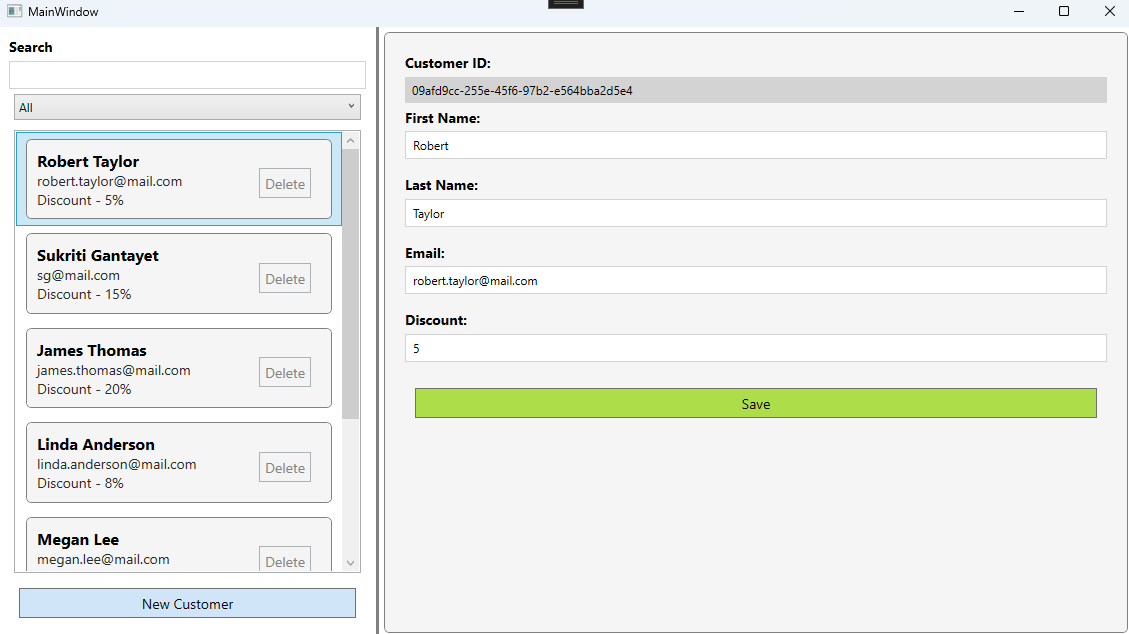 MainWindow
Search
All
Robert Taylor
robert.taylor@mail.com
Discount - 5%
Delete
Sukriti Gantayet
sg@mail.com
Discount - 15%
Delete
James Thomas
james.thomas@mail.com
Discount - 20%
Delete
Linda Anderson
linda.anderson@mail.com
Discount - 8%
Delete
Megan Lee
megan.lee@mail.com
Delete
New Customer
Customer ID:
09afd9cc-255e-45f6-97b2-e564bba2d5e4
First Name:
Robert
Last Name:
Taylor
Email:
robert.taylor@mail.com
Discount:
5
Save